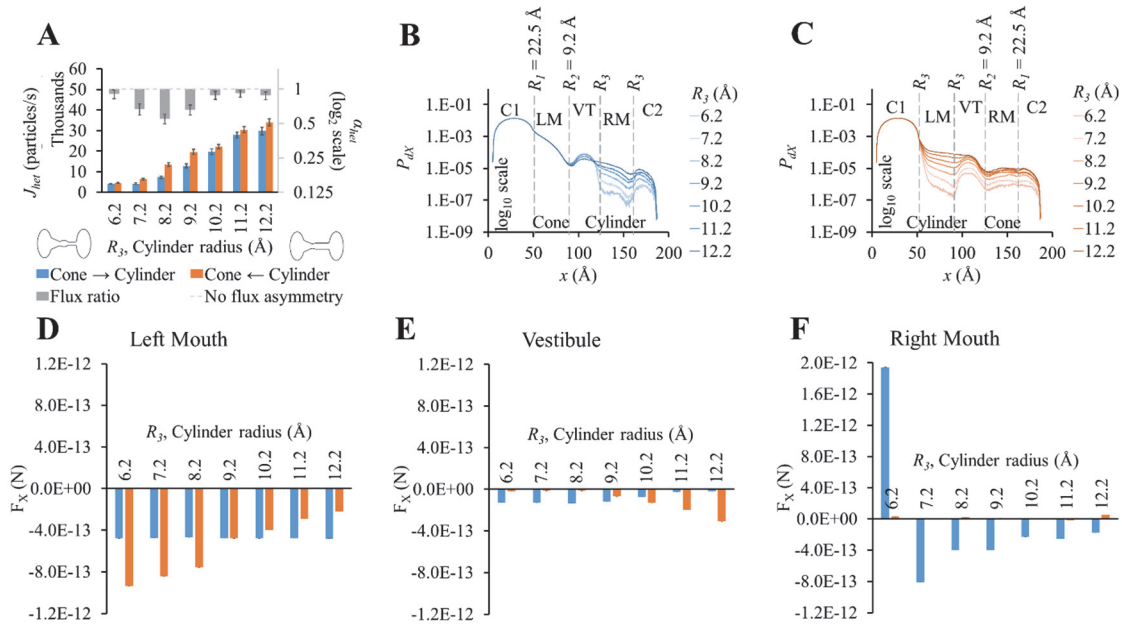 A
J_het (particles/s)
Thousands
60
50
40
30
20
10
0
1
0.5
0.25
0.125
α_het
(log₂ scale)
6.2
7.2
8.2
9.2
10.2
11.2
12.2
R₃, Cylinder radius (Å)
Cone → Cylinder
Cone ← Cylinder
Flux ratio
No flux asymmetry
B
R₁ = 22.5 Å
R₂ = 9.2 Å
R₃
R₃
P_dX
1.E-01
1.E-03
1.E-05
1.E-07
1.E-09
C1
LM
VT
RM
C2
log₁₀ scale
Cone
Cylinder
0 50 100 150 200
x (Å)
R₃ (Å)
6.2
7.2
8.2
9.2
10.2
11.2
12.2
C
R₃
R₃
R₂ = 9.2 Å
R₁ = 22.5 Å
P_dX
1.E-01
1.E-03
1.E-05
1.E-07
1.E-09
C1
LM
VT
RM
C2
log₁₀ scale
Cylinder
Cone
0 50 100 150 200
x (Å)
R₃ (Å)
6.2
7.2
8.2
9.2
10.2
11.2
12.2
D
Left Mouth
F_X (N)
1.2E-12
8.0E-13
4.0E-13
0.0E+00
-4.0E-13
-8.0E-13
-1.2E-12
R₃, Cylinder radius (Å)
6.2
7.2
8.2
9.2
10.2
11.2
12.2
E
Vestibule
F_X (N)
1.2E-12
8.0E-13
4.0E-13
0.0E+00
-4.0E-13
-8.0E-13
-1.2E-12
R₃, Cylinder radius (Å)
6.2
7.2
8.2
9.2
10.2
11.2
12.2
F
Right Mouth
F_X (N)
2.0E-12
1.6E-12
1.2E-12
8.0E-13
4.0E-13
0.0E+00
-4.0E-13
-8.0E-13
-1.2E-12
R₃, Cylinder radius (Å)
6.2
7.2
8.2
9.2
10.2
11.2
12.2